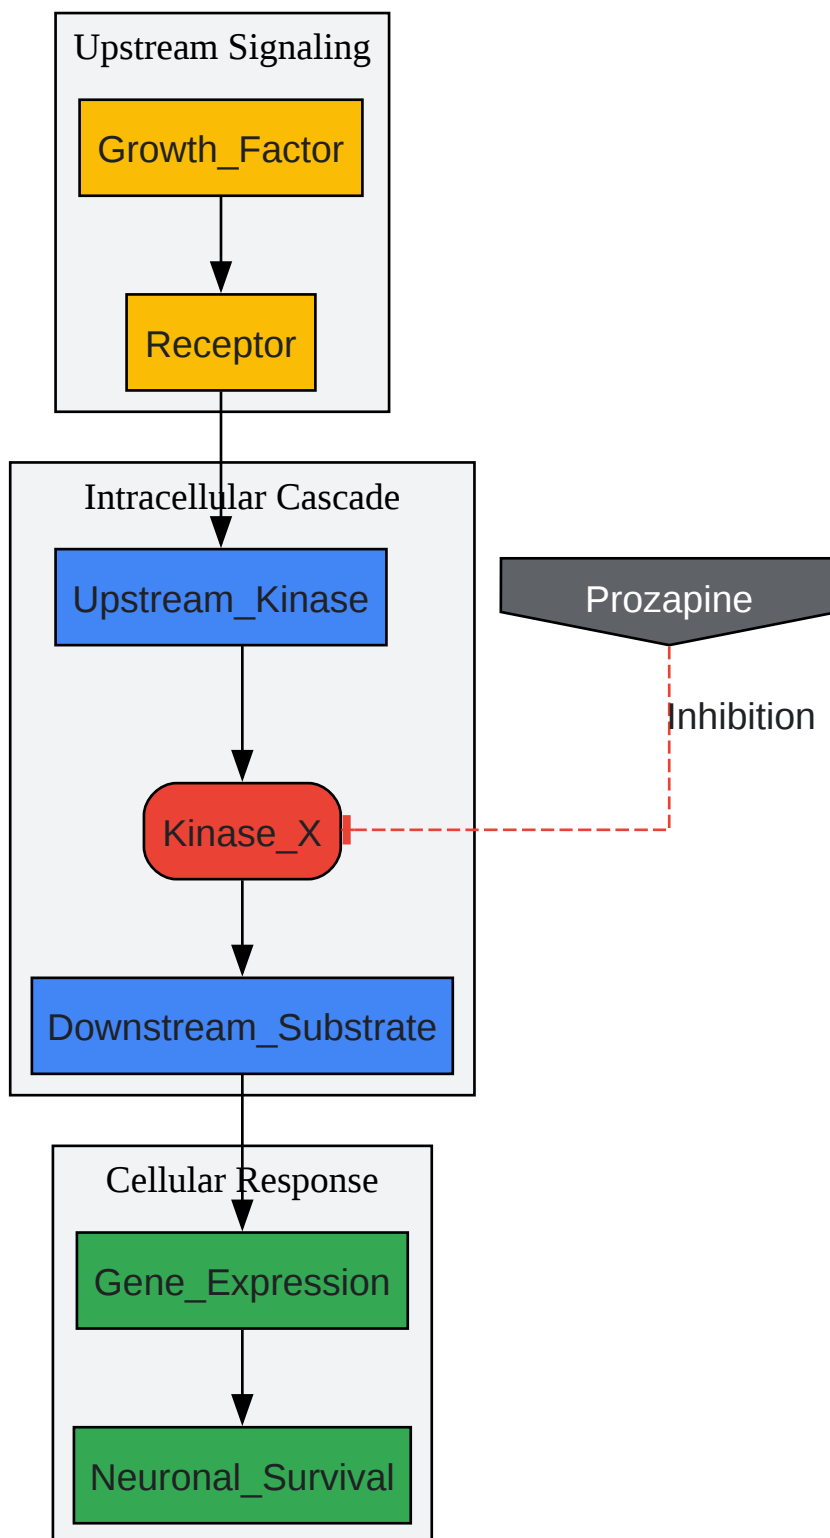 Upstream Signaling
Growth_Factor
Receptor
Intracellular Cascade
Upstream_Kinase
Prozapine
Inhibition
Kinase_X
Downstream_Substrate
Cellular Response
Gene_Expression
Neuronal_Survival